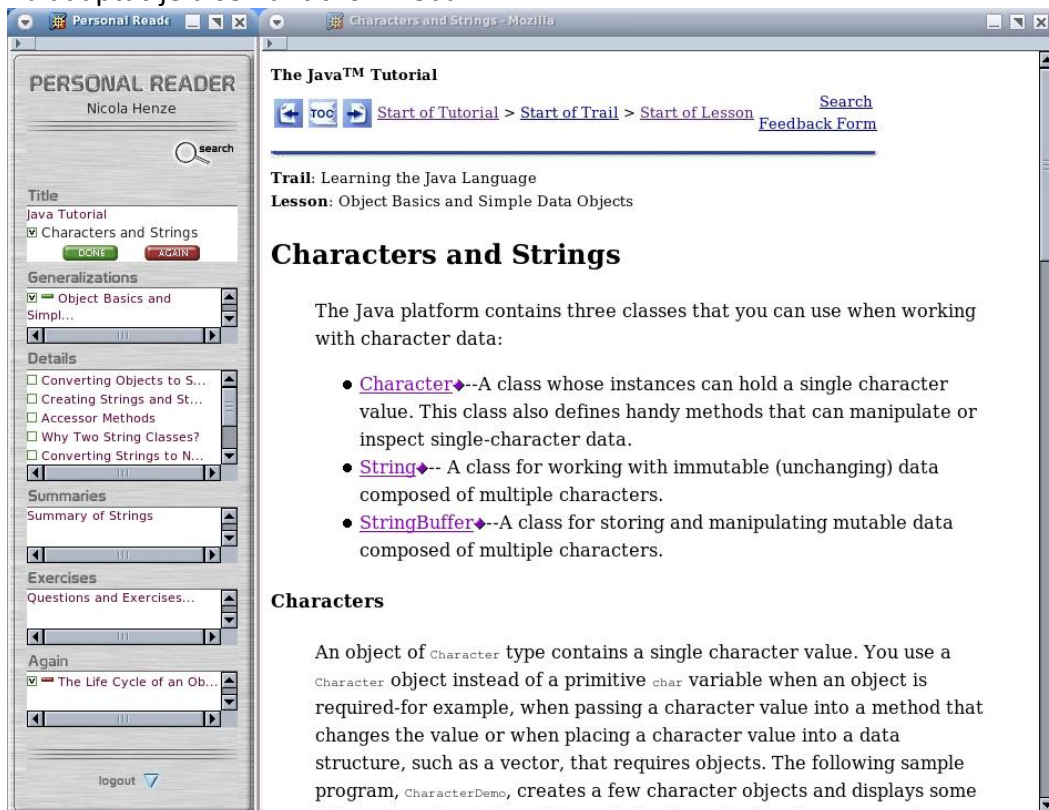 Personal Reade
PERSONAL READER
Nicola Henze
search
Title
Java Tutorial
Characters and Strings
DONE AGAIN
Generalizations
Object Basics and
Simpl...
Details
Converting Objects to S...
Creating Strings and St...
Accessor Methods
Why Two String Classes?
Converting Strings to N...
Summaries
Summary of Strings
Exercises
Questions and Exercises...
Again
The Life Cycle of an Ob...
logout
Characters and Strings - Mozilla
The Java™ Tutorial
TOC Start of Tutorial > Start of Trail > Start of Lesson
Search
Feedback Form
Trail: Learning the Java Language
Lesson: Object Basics and Simple Data Objects
Characters and Strings
The Java platform contains three classes that you can use when working
with character data:
Character--A class whose instances can hold a single character
value. This class also defines handy methods that can manipulate or
inspect single-character data.
String-- A class for working with immutable (unchanging) data
composed of multiple characters.
StringBuffer--A class for storing and manipulating mutable data
composed of multiple characters.
Characters
An object of Character type contains a single character value. You use a
Character object instead of a primitive char variable when an object is
required-for example, when passing a character value into a method that
changes the value or when placing a character value into a data
structure, such as a vector, that requires objects. The following sample
program, CharacterDemo, creates a few character objects and displays some